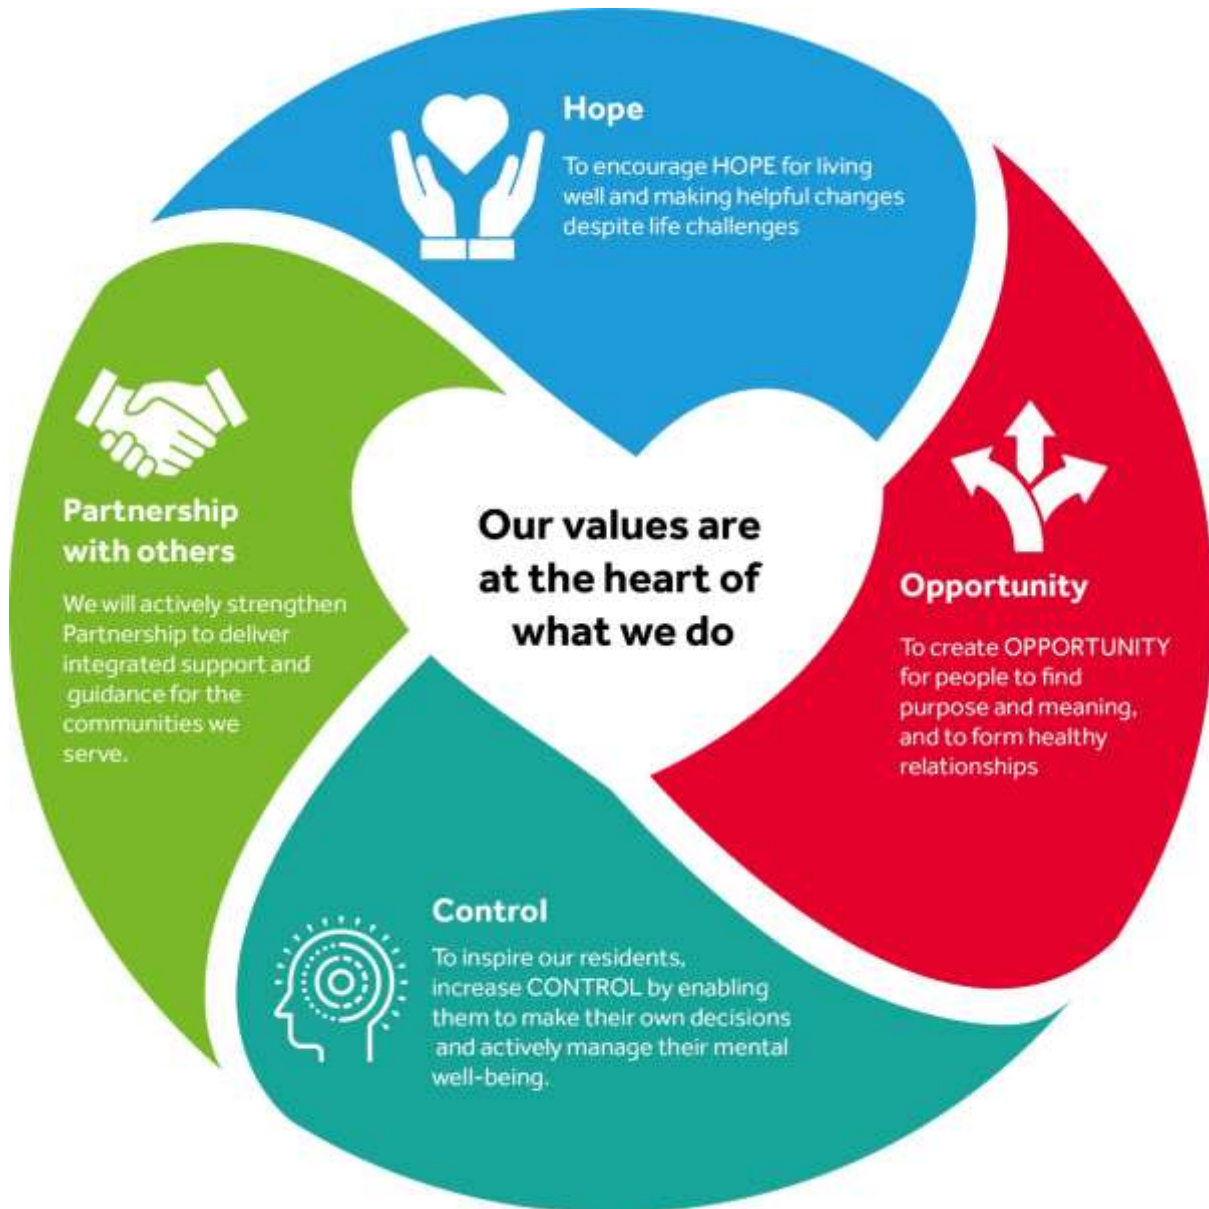 Hope
To encourage HOPE for living
well and making helpful changes
despite life challenges
Opportunity
To create OPPORTUNITY
for people to find
purpose and meaning,
and to form healthy
relationships
Control
To inspire our residents,
increase CONTROL by enabling
them to make their own decisions
and actively manage their mental
well-being.
Partnership
with others
We will actively strengthen
Partnership to deliver
integrated support and
guidance for the
communities we
serve.
Our values are
at the heart of
what we do